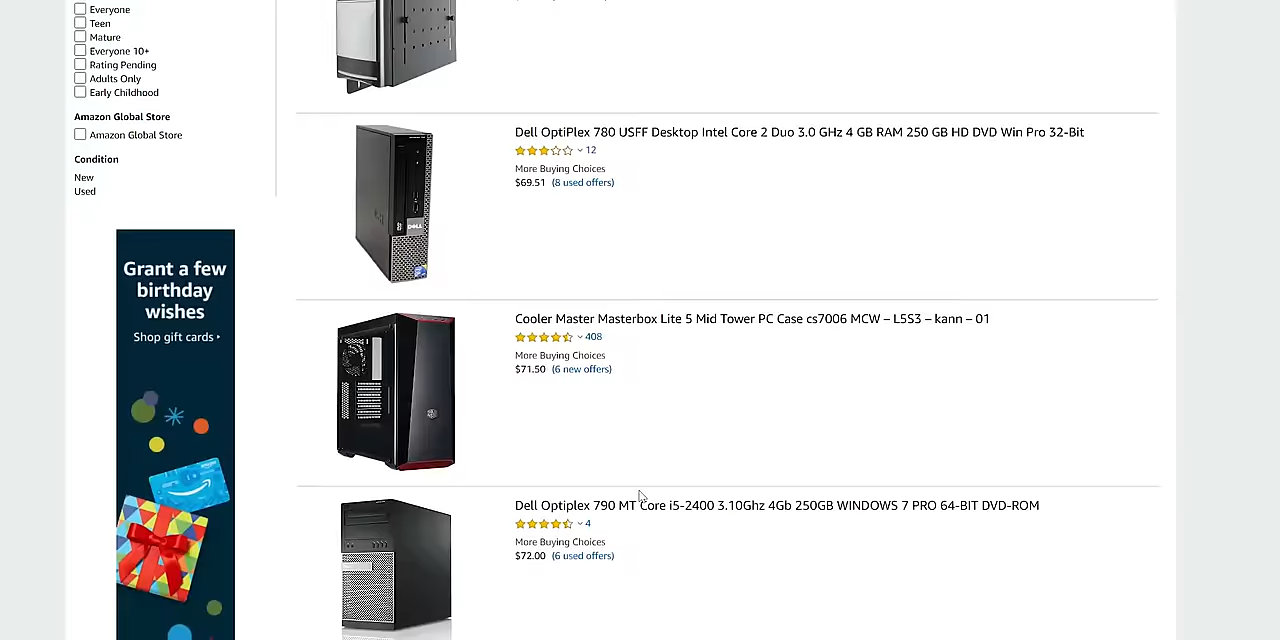 Everyone
Teen
Mature
Everyone 10+
Rating Pending
Adults Only
Early Childhood
Amazon Global Store
Amazon Global Store
Condition
New
Used
Grant a few
birthday
wishes
Shop gift cards
amazon
Dell OptiPlex 780 USFF Desktop Intel Core 2 Duo 3.0 GHz 4 GB RAM 250 GB HD DVD Win Pro 32-Bit
12
More Buying Choices
$69.51 (8 used offers)
DELL
Cooler Master Masterbox Lite 5 Mid Tower PC Case cs7006 MCW – L5S3 – kann – 01
408
More Buying Choices
$71.50 (6 new offers)
Dell Optiplex 790 MT Core i5-2400 3.10Ghz 4Gb 250GB WINDOWS 7 PRO 64-BIT DVD-ROM
4
More Buying Choices
$72.00 (6 used offers)